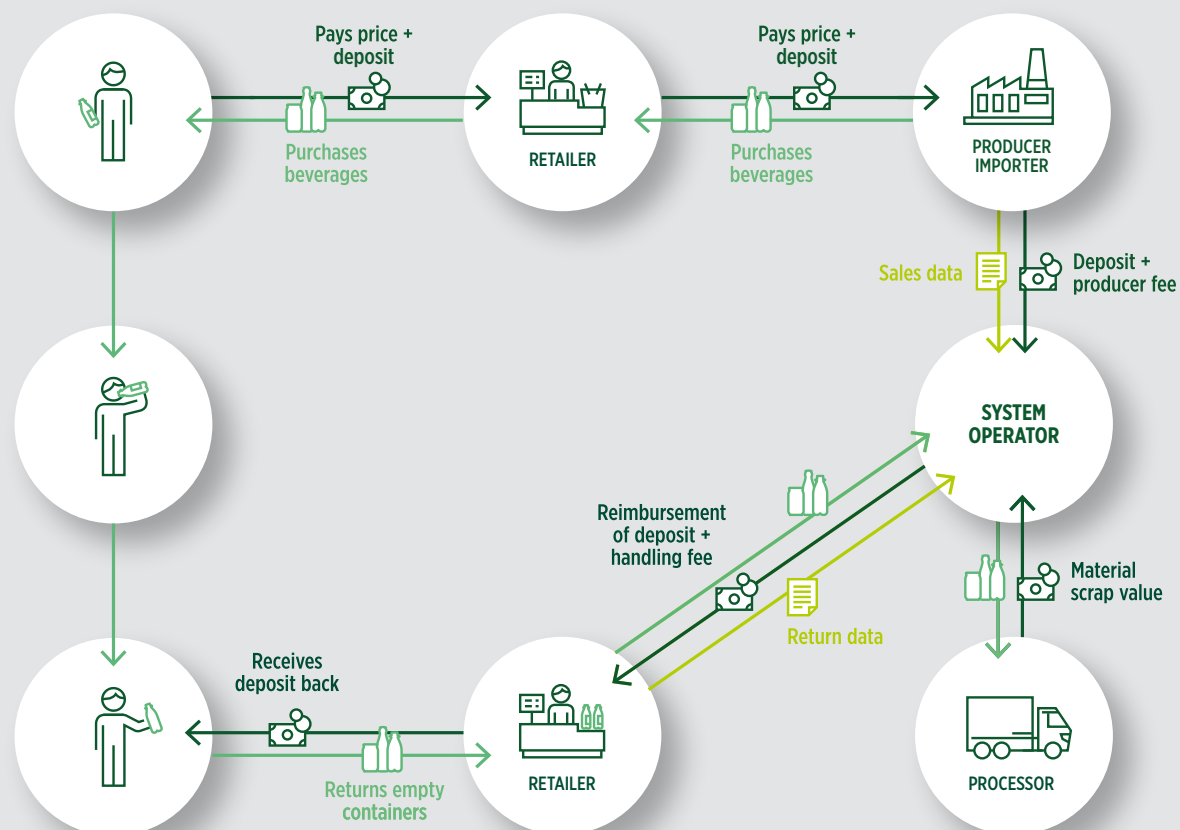 Pays price +
deposit
Purchases
beverages
RETAILER
Pays price +
deposit
Purchases
beverages
PRODUCER
IMPORTER
Sales data
Deposit +
producer fee
SYSTEM
OPERATOR
Reimbursement
of deposit +
handling fee
Return data
Material
scrap value
Receives
deposit back
Returns empty
containers
RETAILER
PROCESSOR